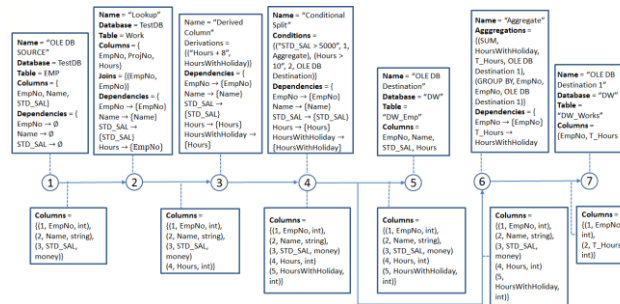 Name = "OLE DB
SOURCE"
Database = TestDB
Table = EMP
Columns = {
EmpNo, Name,
STD_SAL}
Dependencies = {
EmpNo → Ø
Name → Ø
STD_SAL → Ø
Name = "Lookup"
Database = TestDB
Table = Work
Columns = {
EmpNo, ProjNo,
Hours}
Joins = {(EmpNo,
EmpNo)}
Dependencies = {
EmpNo → {EmpNo}
Name → {Name}
STD_SAL →
{STD_SAL}
Hours → {EmpNo}
Name = "Derived
Column"
Derivations =
{("Hours + 8",
HoursWithHoliday)}
Dependencies = {
EmpNo → {EmpNo}
Name → {Name}
STD_SAL →
{STD_SAL}
Hours → {Hours}
HoursWithHoliday →
{Hours}
Name = "Conditional
Split"
Conditions =
{("STD_SAL > 5000", 1,
Aggregate), (Hours >
10", 2, OLE DB
Destination)}
Dependencies = {
EmpNo → {EmpNo}
Name → {Name}
STD_SAL → {STD_SAL}
Hours → {Hours}
HoursWithHoliday →
{HoursWithHoliday}
Name = "OLE DB
Destination"
Database = "DW"
Table =
"DW_Emp"
Columns =
EmpNo, Name,
STD_SAL, Hours
Name = "Aggregate"
Agggregations =
{(SUM,
HoursWithHoliday,
T_Hours, OLE DB
Destination 1),
(GROUP BY, EmpNo,
EmpNo, OLE DB
Destination 1)}
Dependencies = {
EmpNo → {EmpNo}
T_Hours →
HoursWithHoliday
Name = "OLE DB
Destination 1"
Database = "DW"
Table =
"DW_Works"
Columns =
{EmpNo, T_Hours
1
2
3
4
5
6
7
Columns =
{(1, EmpNo, int),
(2, Name, string),
(3, STD_SAL,
money)}
Columns =
{(1, EmpNo, int),
(2, Name, string),
(3, STD_SAL,
money)
(4, Hours, int)}
Columns =
{(1, EmpNo, int),
(2, Name, string),
(3, STD_SAL, money)
(4, Hours, int)
(5, HoursWithHoliday,
int)}
Columns =
{(1, EmpNo, int),
(2, Name, string),
(3, STD_SAL, money)
(4, Hours, int)
(5, HoursWithHoliday,
int)}
Columns =
{(1, EmpNo, int),
(2, Name, string),
(3, STD_SAL,
money)
(4, Hours, int)
(5,
HoursWithHoliday,
int)}
Columns =
{(1, EmpNo,
int),
(2, T_Hours,
int)}